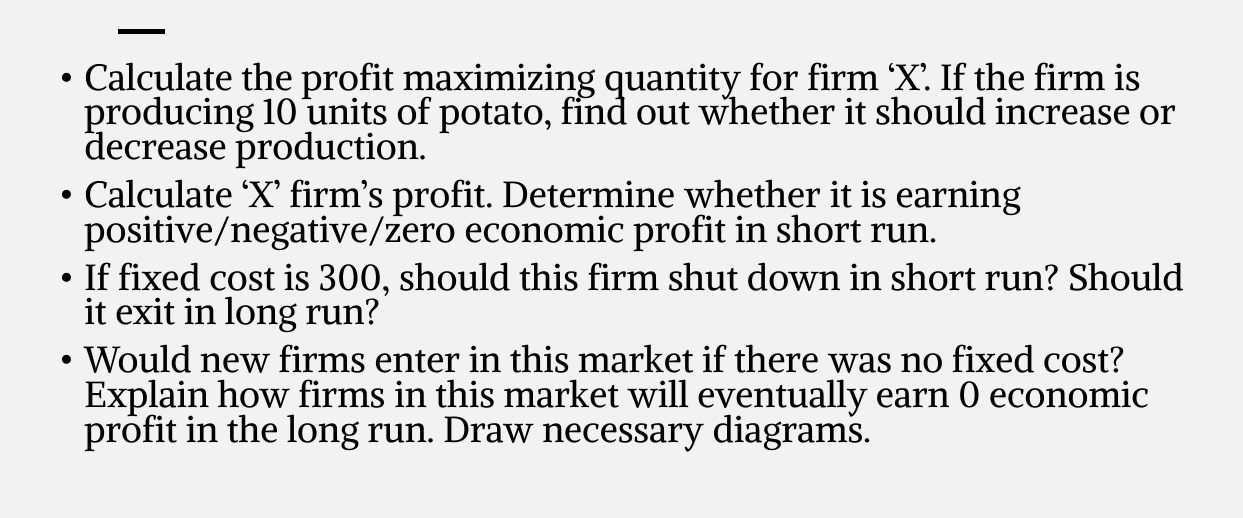 • Calculate the profit maximizing quantity for firm ‘X’. If the firm is
producing 10 units of potato, find out whether it should increase or
decrease production.
• Calculate ‘X’ firm’s profit. Determine whether it is earning
positive/negative/zero economic profit in short run.
• If fixed cost is 300, should this firm shut down in short run? Should
it exit in long run?
• Would new firms enter in this market if there was no fixed cost?
Explain how firms in this market will eventually earn 0 economic
profit in the long run. Draw necessary diagrams.